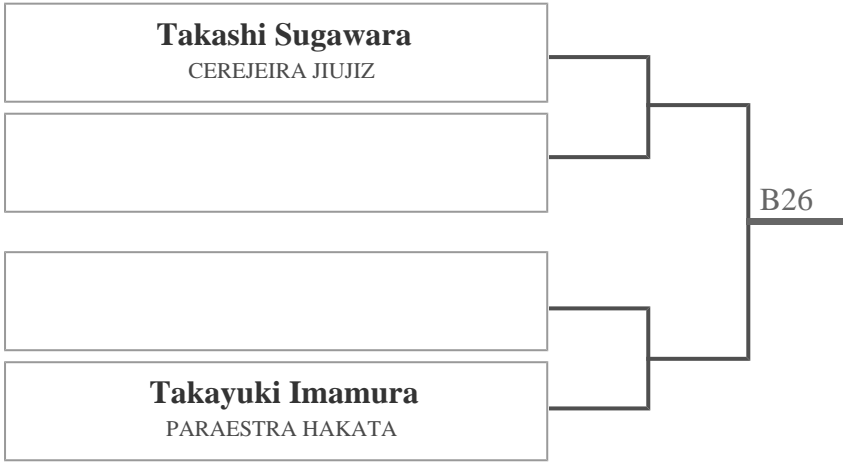 Takashi Sugawara
CEREJEIRA JIUJIZ
B26
Takayuki Imamura
PARAESTRA HAKATA